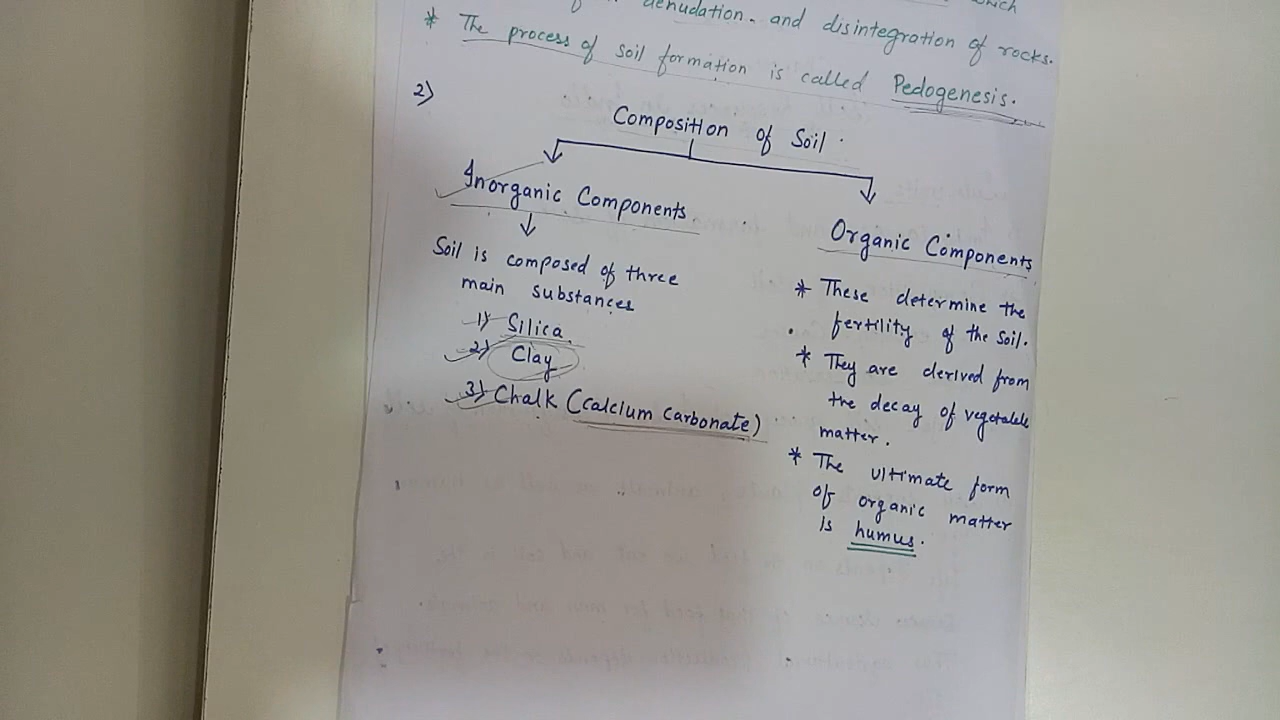 denudation. and disintegration of rocks.
* The process of soil formation is called Pedogenesis.
2)
Composition of Soil.
Inorganic Components
Soil is composed of three
main substances
1) Silica
2) Clay
3) Chalk (calcium carbonate)
Organic Components
* These determine the
fertility of the soil.
* They are derived from
the decay of vegetable
matter.
* The ultimate form
of organic matter
is humus.